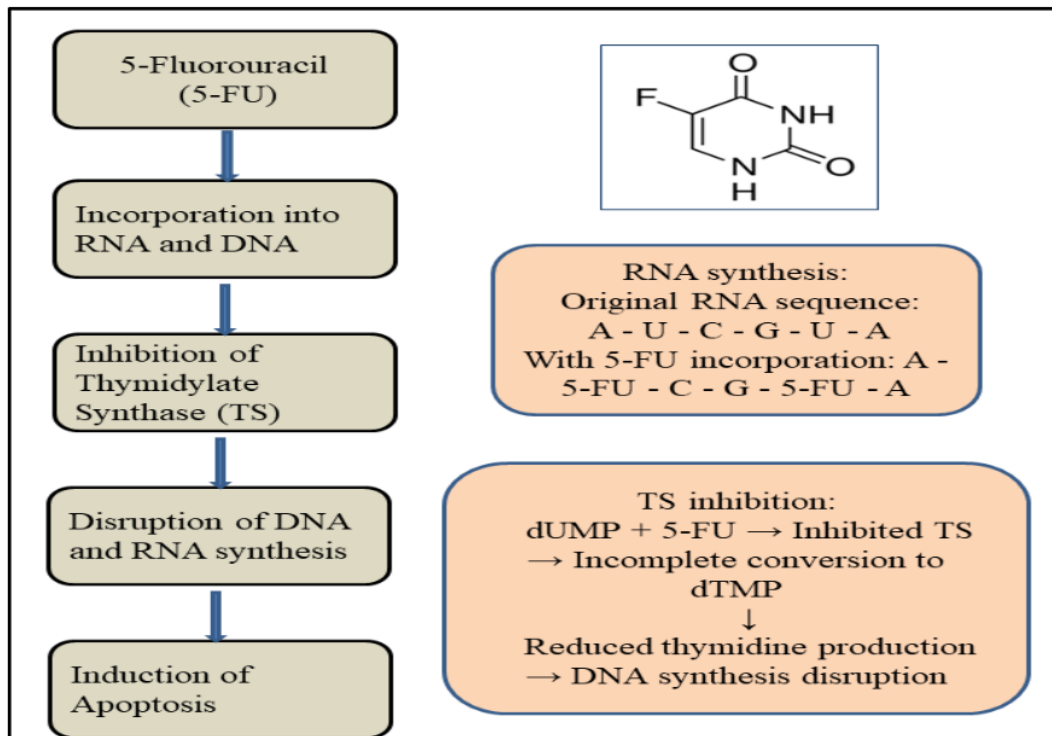 5-Fluorouracil
(5-FU)
Incorporation into
RNA and DNA
Inhibition of
Thymidylate
Synthase (TS)
Disruption of DNA
and RNA synthesis
Induction of
Apoptosis
O
F
NH
N
H
O
RNA synthesis:
Original RNA sequence:
A - U - C - G - U - A
With 5-FU incorporation: A -
5-FU - C - G - 5-FU - A
TS inhibition:
dUMP + 5-FU → Inhibited TS
→ Incomplete conversion to
dTMP
↓
Reduced thymidine production
→ DNA synthesis disruption